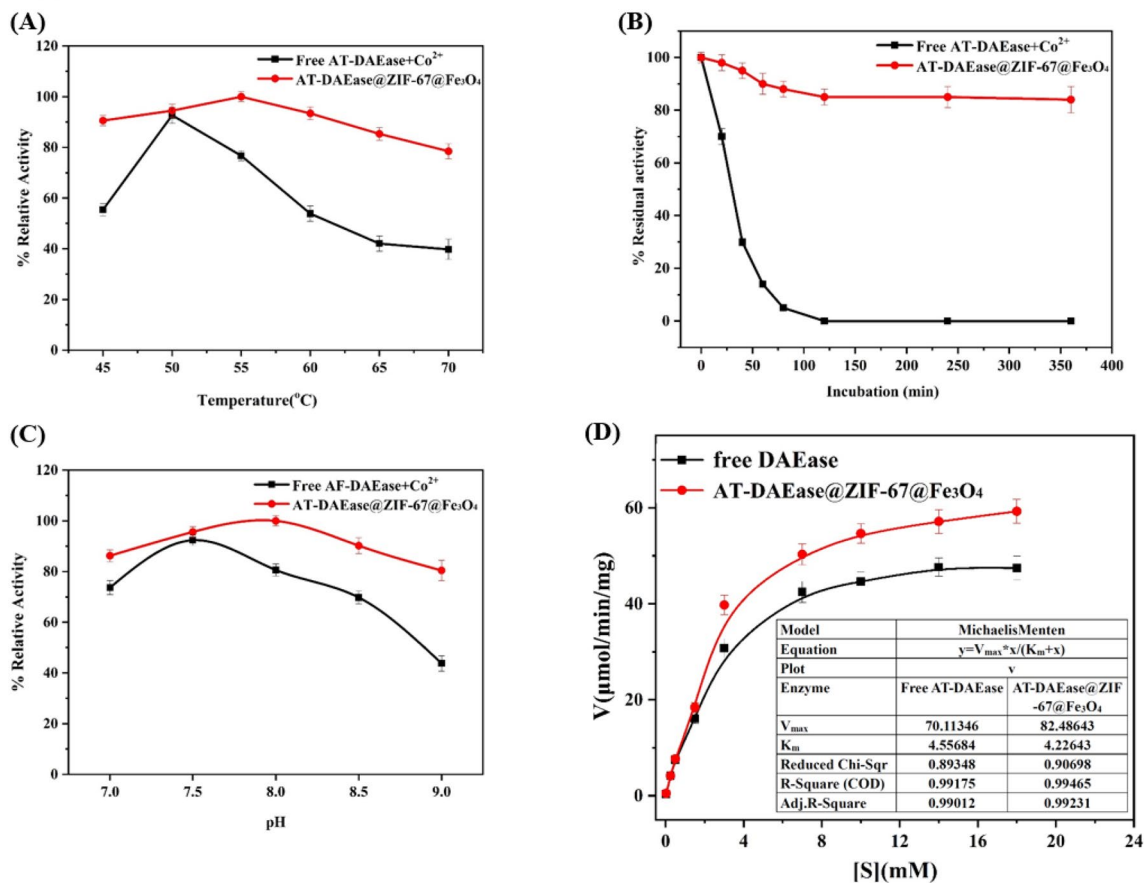 (A)
120
100
80
60
40
20
0
% Relative Activity
Free AT-DAEase+Co²⁺
AT-DAEase@ZIF-67@Fe₃O₄
45 50 55 60 65 70
Temperature(°C)
(B)
100
80
60
40
20
0
% Residual activiety
Free AT-DAEase+Co²⁺
AT-DAEase@ZIF-67@Fe₃O₄
0 50 100 150 200 250 300 350 400
Incubation (min)
(C)
120
100
80
60
40
20
0
% Relative Activity
Free AF-DAEase+Co²⁺
AT-DAEase@ZIF-67@Fe₃O₄
7.0 7.5 8.0 8.5 9.0
pH
(D)
60
40
20
0
V(μmol/min/mg)
free DAEase
AT-DAEase@ZIF-67@Fe₃O₄
Model MichaelisMenten
Equation y=Vmax*x/(Km+x)
Plot v
Enzyme Free AT-DAEase AT-DAEase@ZIF
-67@Fe₃O₄
Vmax 70.11346 82.48643
Km 4.55684 4.22643
Reduced Chi-Sqr 0.89348 0.90698
R-Square (COD) 0.99175 0.99465
Adj.R-Square 0.99012 0.99231
0 4 8 12 16 20 24
[S](mM)